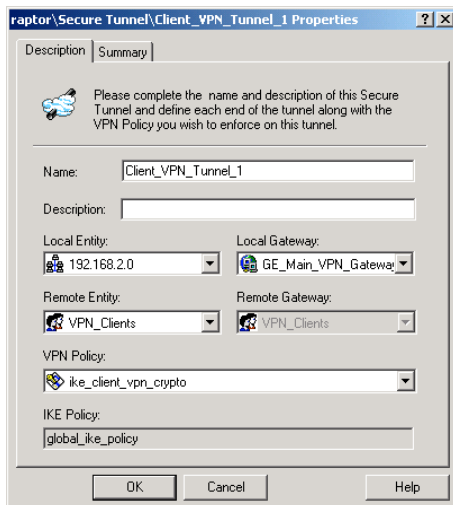 raptor\Secure Tunnel\Client_VPN_Tunnel_1 Properties
Description Summary
Please complete the name and description of this Secure
Tunnel and define each end of the tunnel along with the
VPN Policy you wish to enforce on this tunnel.
Name: Client_VPN_Tunnel_1
Description:
Local Entity: Local Gateway:
192.168.2.0 GE_Main_VPN_Gateway
Remote Entity: Remote Gateway:
VPN_Clients VPN_Clients
VPN Policy:
ike_client_vpn_crypto
IKE Policy:
global_ike_policy
OK Cancel Help